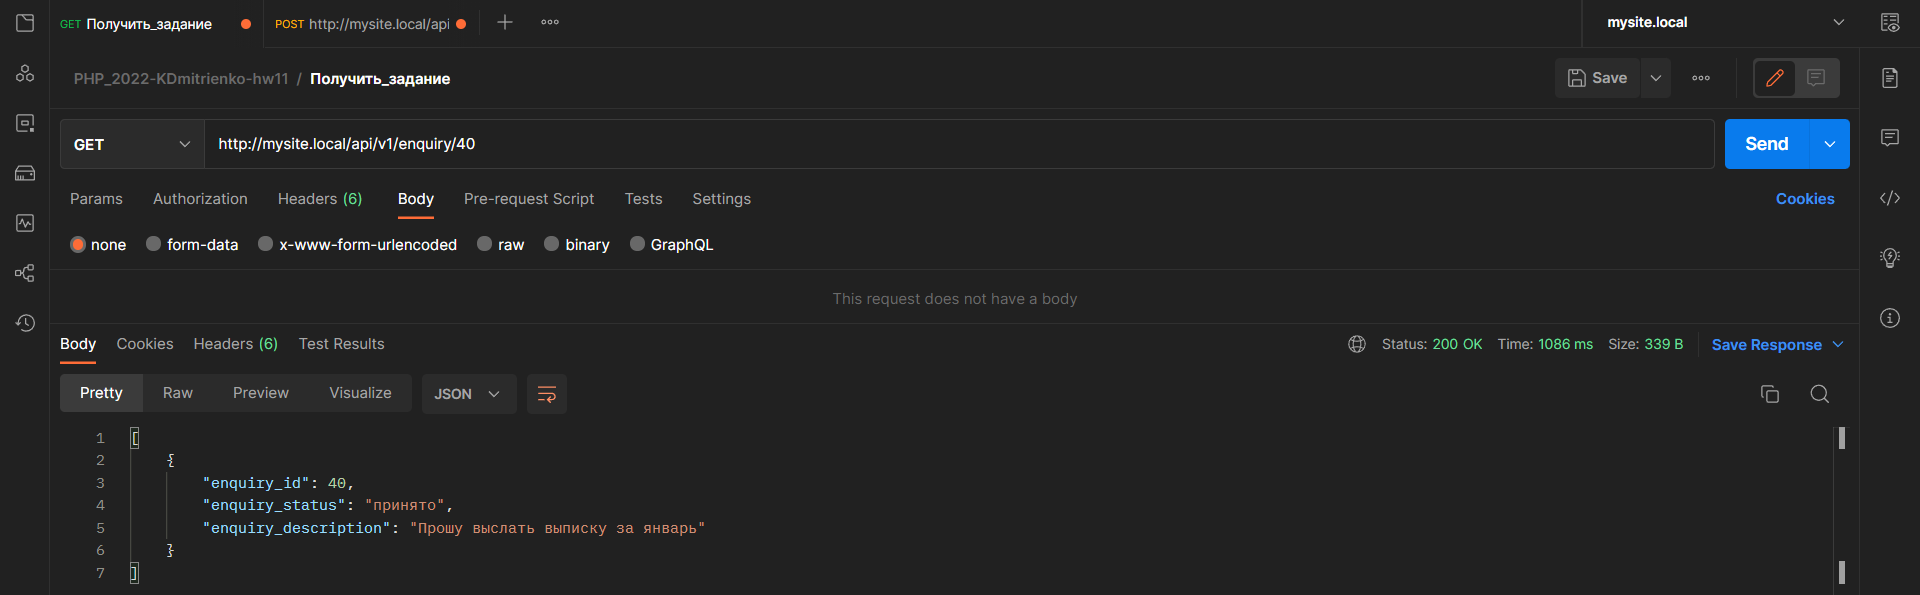 GET Получить_задание
POST http://mysite.local/api
mysite.local
PHP_2022-KDmitrienko-hw11 / Получить_задание
Save
GET http://mysite.local/api/v1/enquiry/40 Send
Params Authorization Headers (6) Body Pre-request Script Tests Settings Cookies
none form-data x-www-form-urlencoded raw binary GraphQL
This request does not have a body
Body Cookies Headers (6) Test Results Status: 200 OK Time: 1086 ms Size: 339 B Save Response
Pretty Raw Preview Visualize JSON
1 [
2 {
3 "enquiry_id": 40,
4 "enquiry_status": "принято",
5 "enquiry_description": "Прошу выслать выписку за январь"
6 }
7 ]